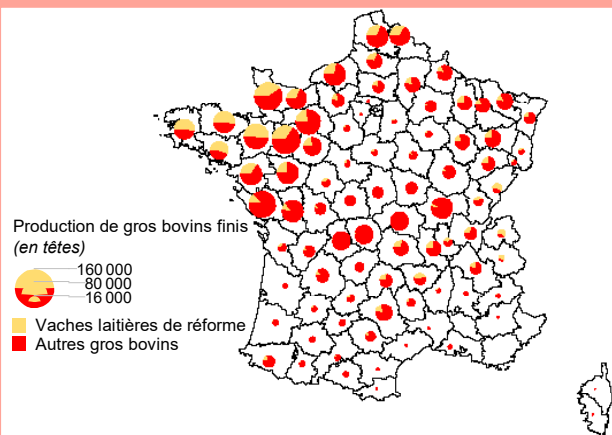 Production de gros bovins finis
(en têtes)
160 000
80 000
16 000
Vaches laitières de réforme
Autres gros bovins